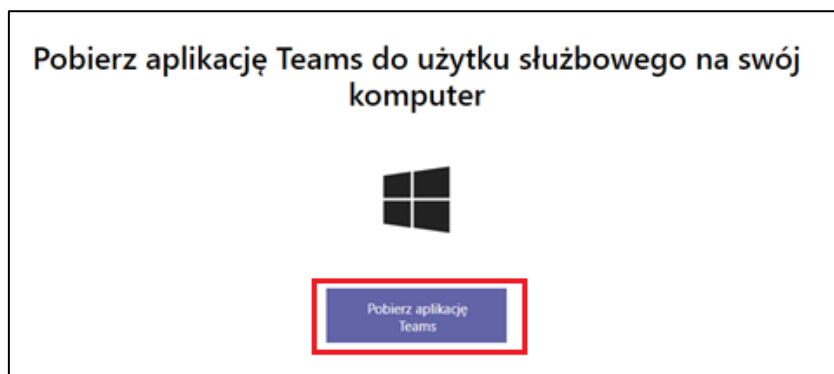 Pobierz aplikację Teams do użytku służbowego na swój
komputer
Pobierz aplikację
Teams